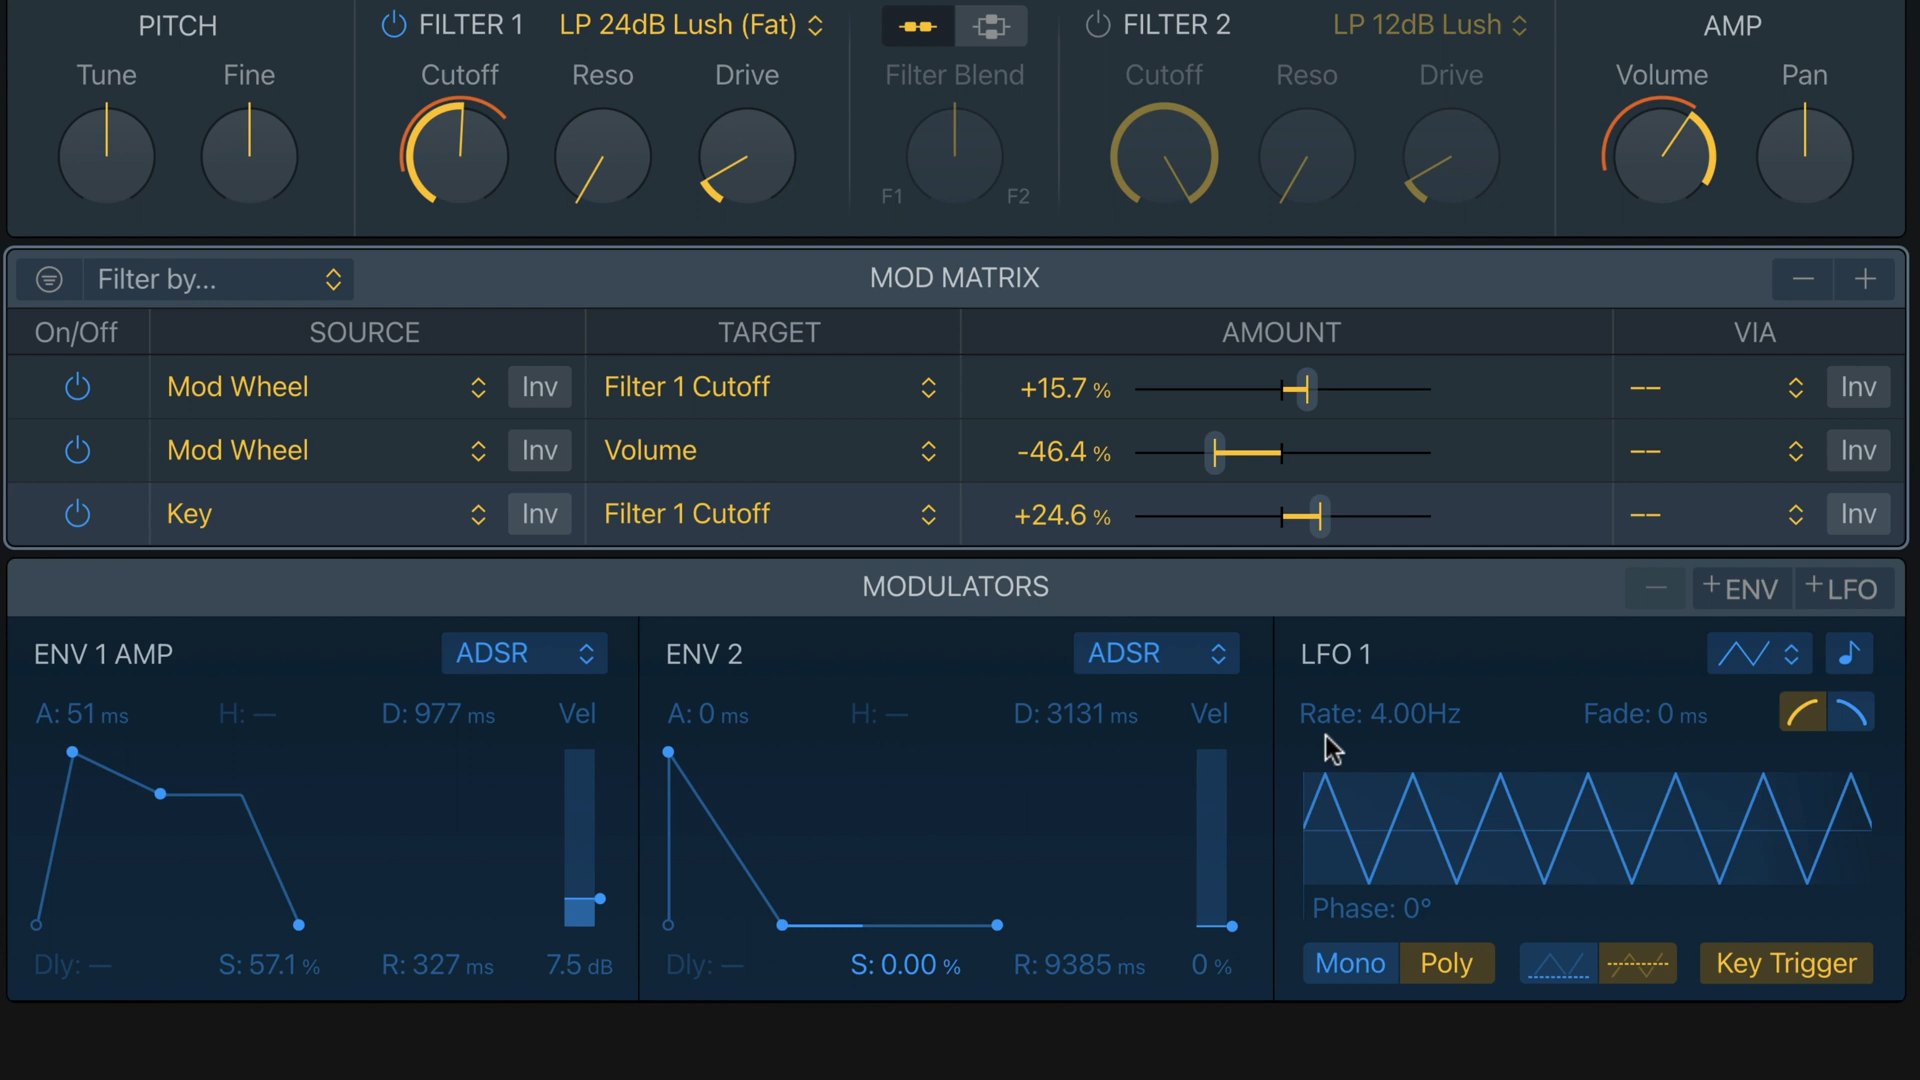 PITCH
FILTER 1 LP 24dB Lush (Fat)
FILTER 2 LP 12dB Lush
AMP
Tune Fine Cutoff Reso Drive Filter Blend Cutoff Reso Drive Volume Pan
F1 F2
Filter by... MOD MATRIX − +
On/Off SOURCE TARGET AMOUNT VIA
Mod Wheel Inv Filter 1 Cutoff +15.7 % –– Inv
Mod Wheel Inv Volume -46.4 % –– Inv
Key Inv Filter 1 Cutoff +24.6 % –– Inv
MODULATORS − +ENV +LFO
ENV 1 AMP ADSR
A: 51 ms H: — D: 977 ms Vel
Dly: — S: 57.1 % R: 327 ms 7.5 dB
ENV 2 ADSR
A: 0 ms H: — D: 3131 ms Vel
Dly: — S: 0.00 % R: 9385 ms 0 %
LFO 1
Rate: 4.00Hz Fade: 0 ms
Phase: 0°
Mono Poly Key Trigger